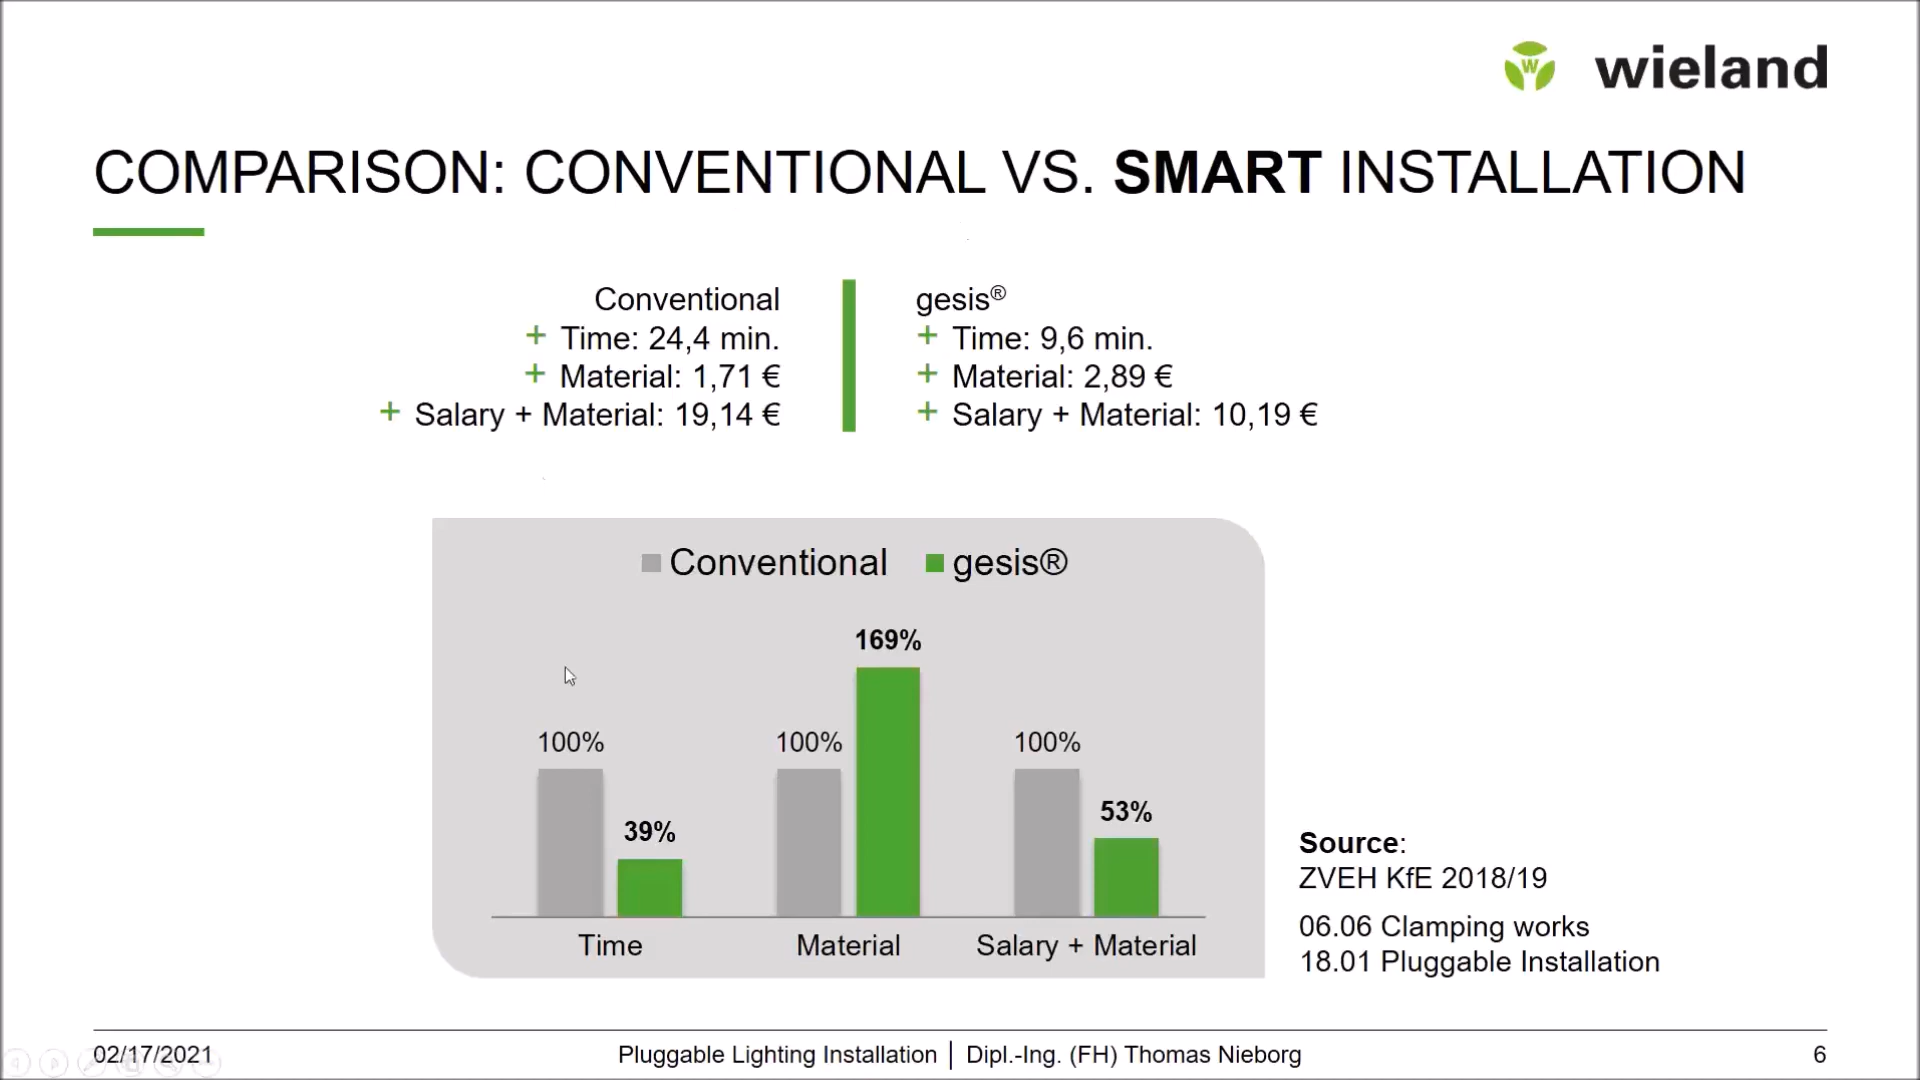 wieland
COMPARISON: CONVENTIONAL VS. SMART INSTALLATION
Conventional
+ Time: 24,4 min.
+ Material: 1,71 €
+ Salary + Material: 19,14 €
gesis®
+ Time: 9,6 min.
+ Material: 2,89 €
+ Salary + Material: 10,19 €
Conventional gesis®
100% 39%
100% 169%
100% 53%
Time Material Salary + Material
Source:
ZVEH KfE 2018/19
06.06 Clamping works
18.01 Pluggable Installation
02/17/2021 Pluggable Lighting Installation | Dipl.-Ing. (FH) Thomas Nieborg 6